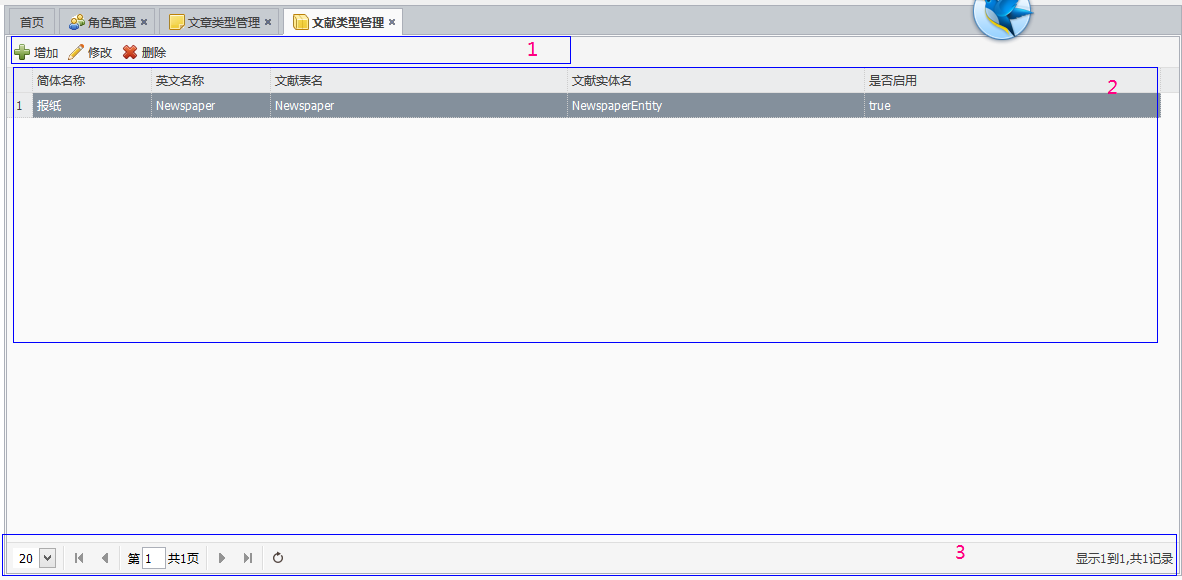 首页 角色配置 × 文章类型管理 × 文献类型管理 ×
增加 修改 删除 1
简体名称 英文名称 文献表名 文献实体名 是否启用 2
1 报纸 Newspaper Newspaper NewspaperEntity true
20 第 1 共1页 3 显示1到1,共1记录